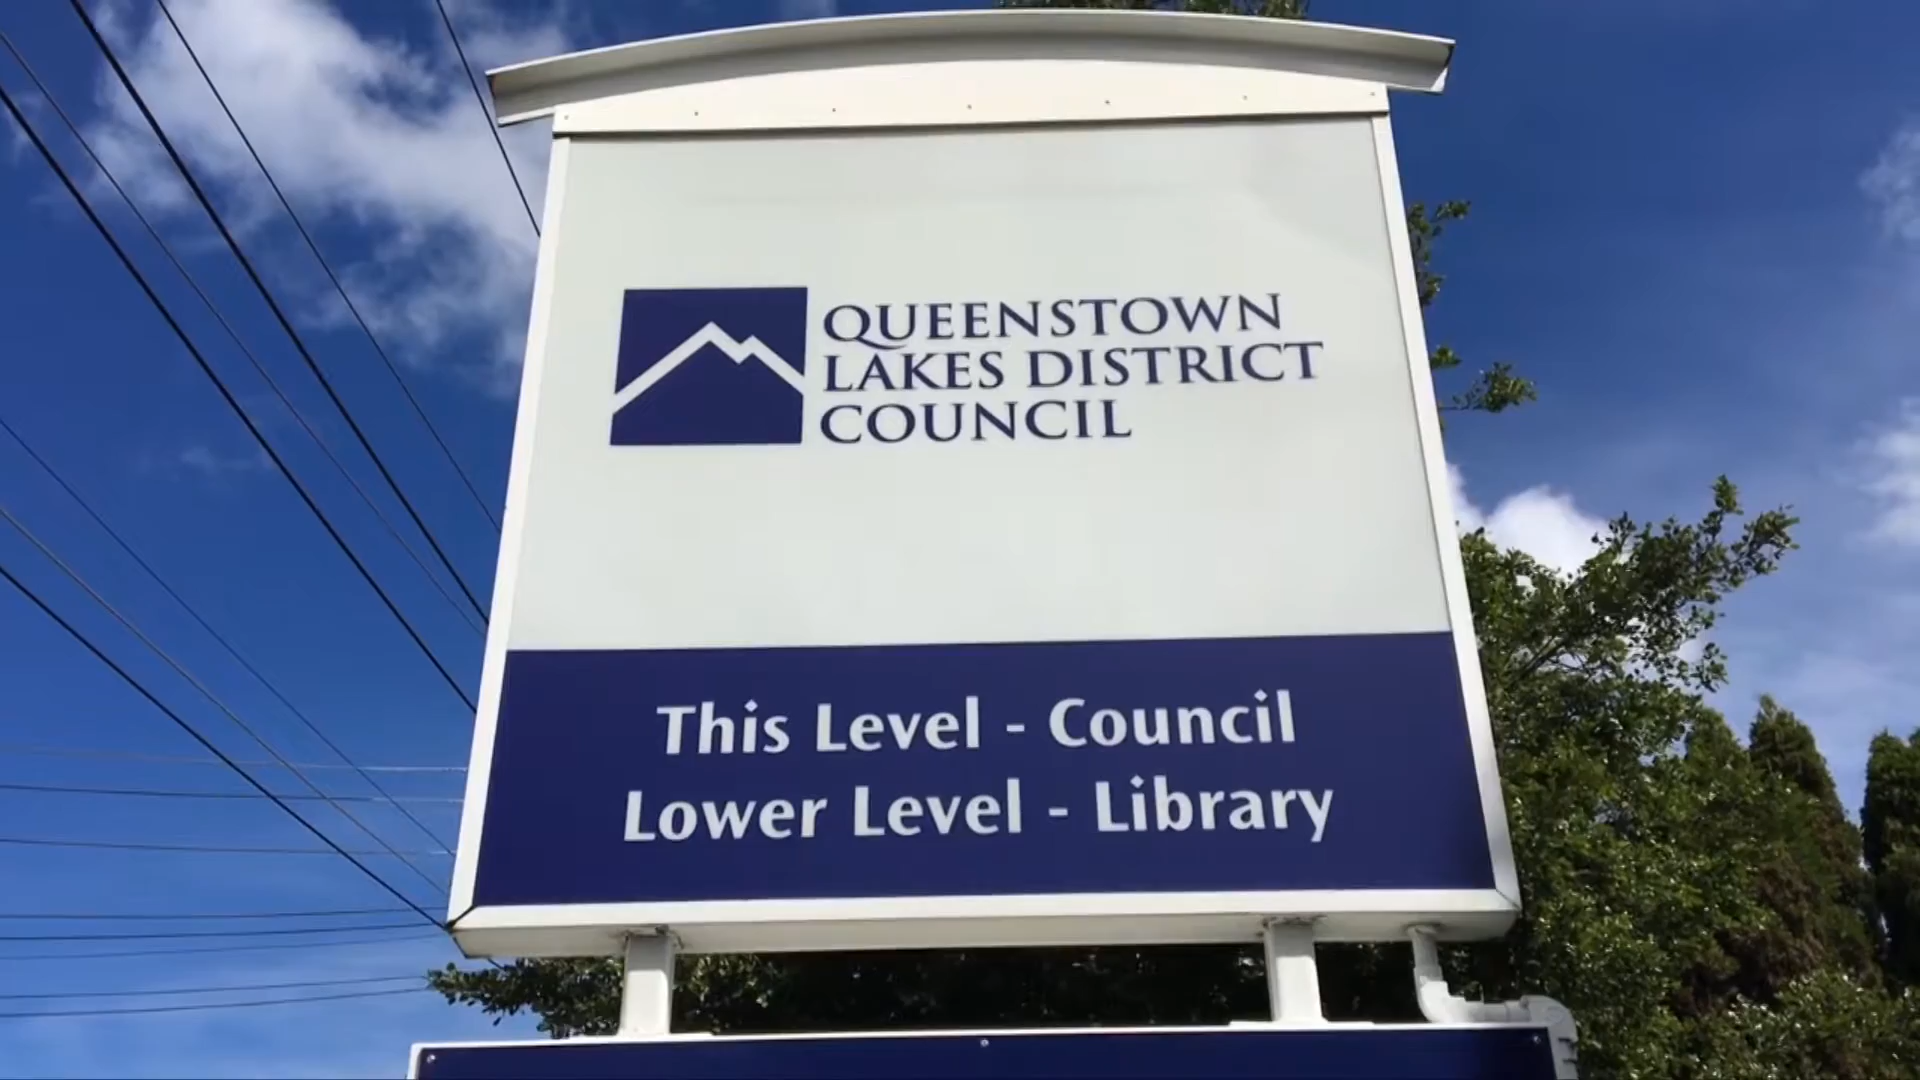 QUEENSTOWN
LAKES DISTRICT
COUNCIL
This Level - Council
Lower Level - Library